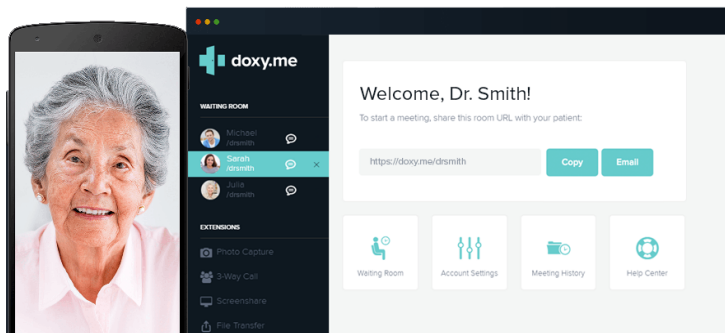 doxy.me
WAITING ROOM
Michael
/drsmith
Sarah
/drsmith
Julia
/drsmith
EXTENSIONS
Photo Capture
3-Way Call
Screenshare
File Transfer
Welcome, Dr. Smith!
To start a meeting, share this room URL with your patient:
https://doxy.me/drsmith
Copy
Email
Waiting Room
Account Settings
Meeting History
Help Center